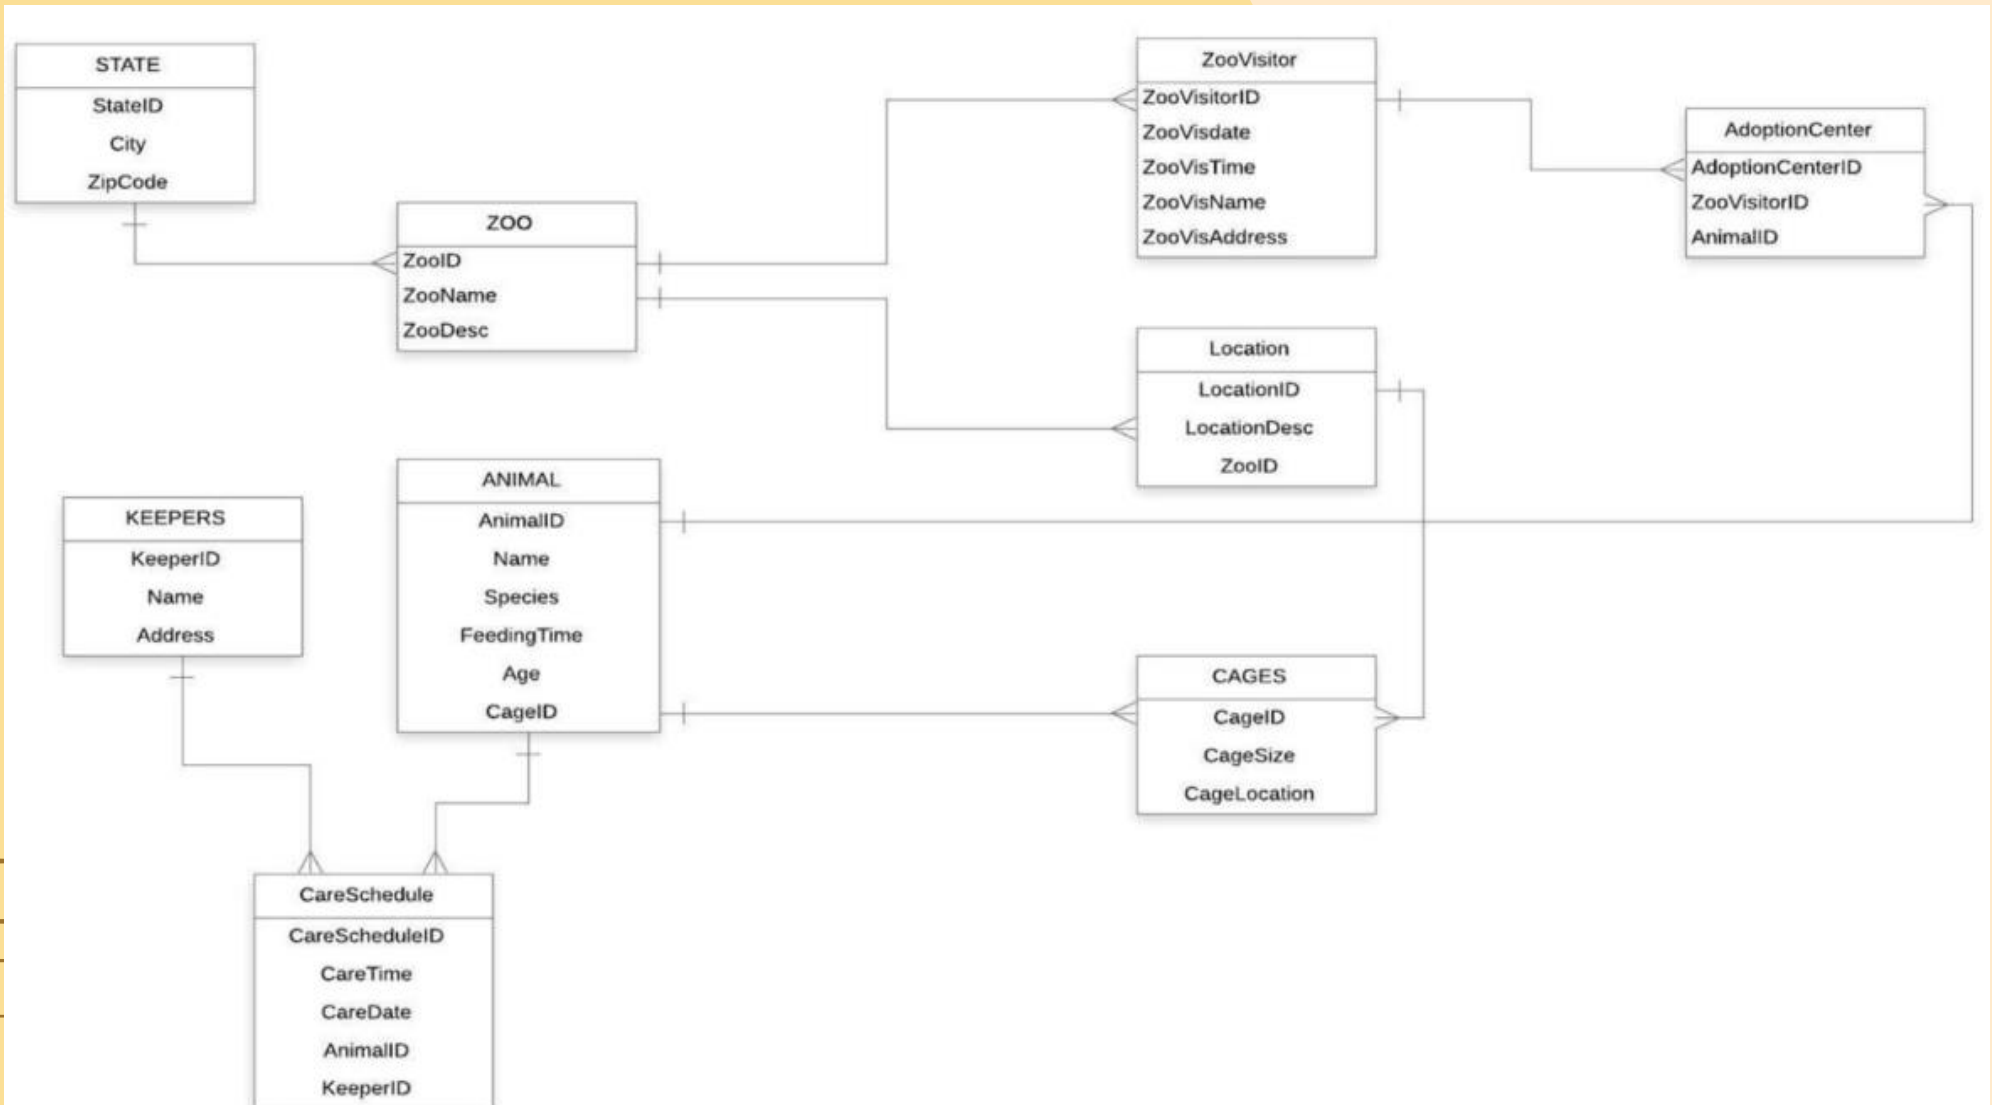 STATE
StateID
City
ZipCode
ZOO
ZooID
ZooName
ZooDesc
ZooVisitor
ZooVisitorID
ZooVisdate
ZooVisTime
ZooVisName
ZooVisAddress
AdoptionCenter
AdoptionCenterID
ZooVisitorID
AnimalID
Location
LocationID
LocationDesc
ZooID
KEEPERS
KeeperID
Name
Address
ANIMAL
AnimalID
Name
Species
FeedingTime
Age
CageID
CAGES
CageID
CageSize
CageLocation
CareSchedule
CareScheduleID
CareTime
CareDate
AnimalID
KeeperID